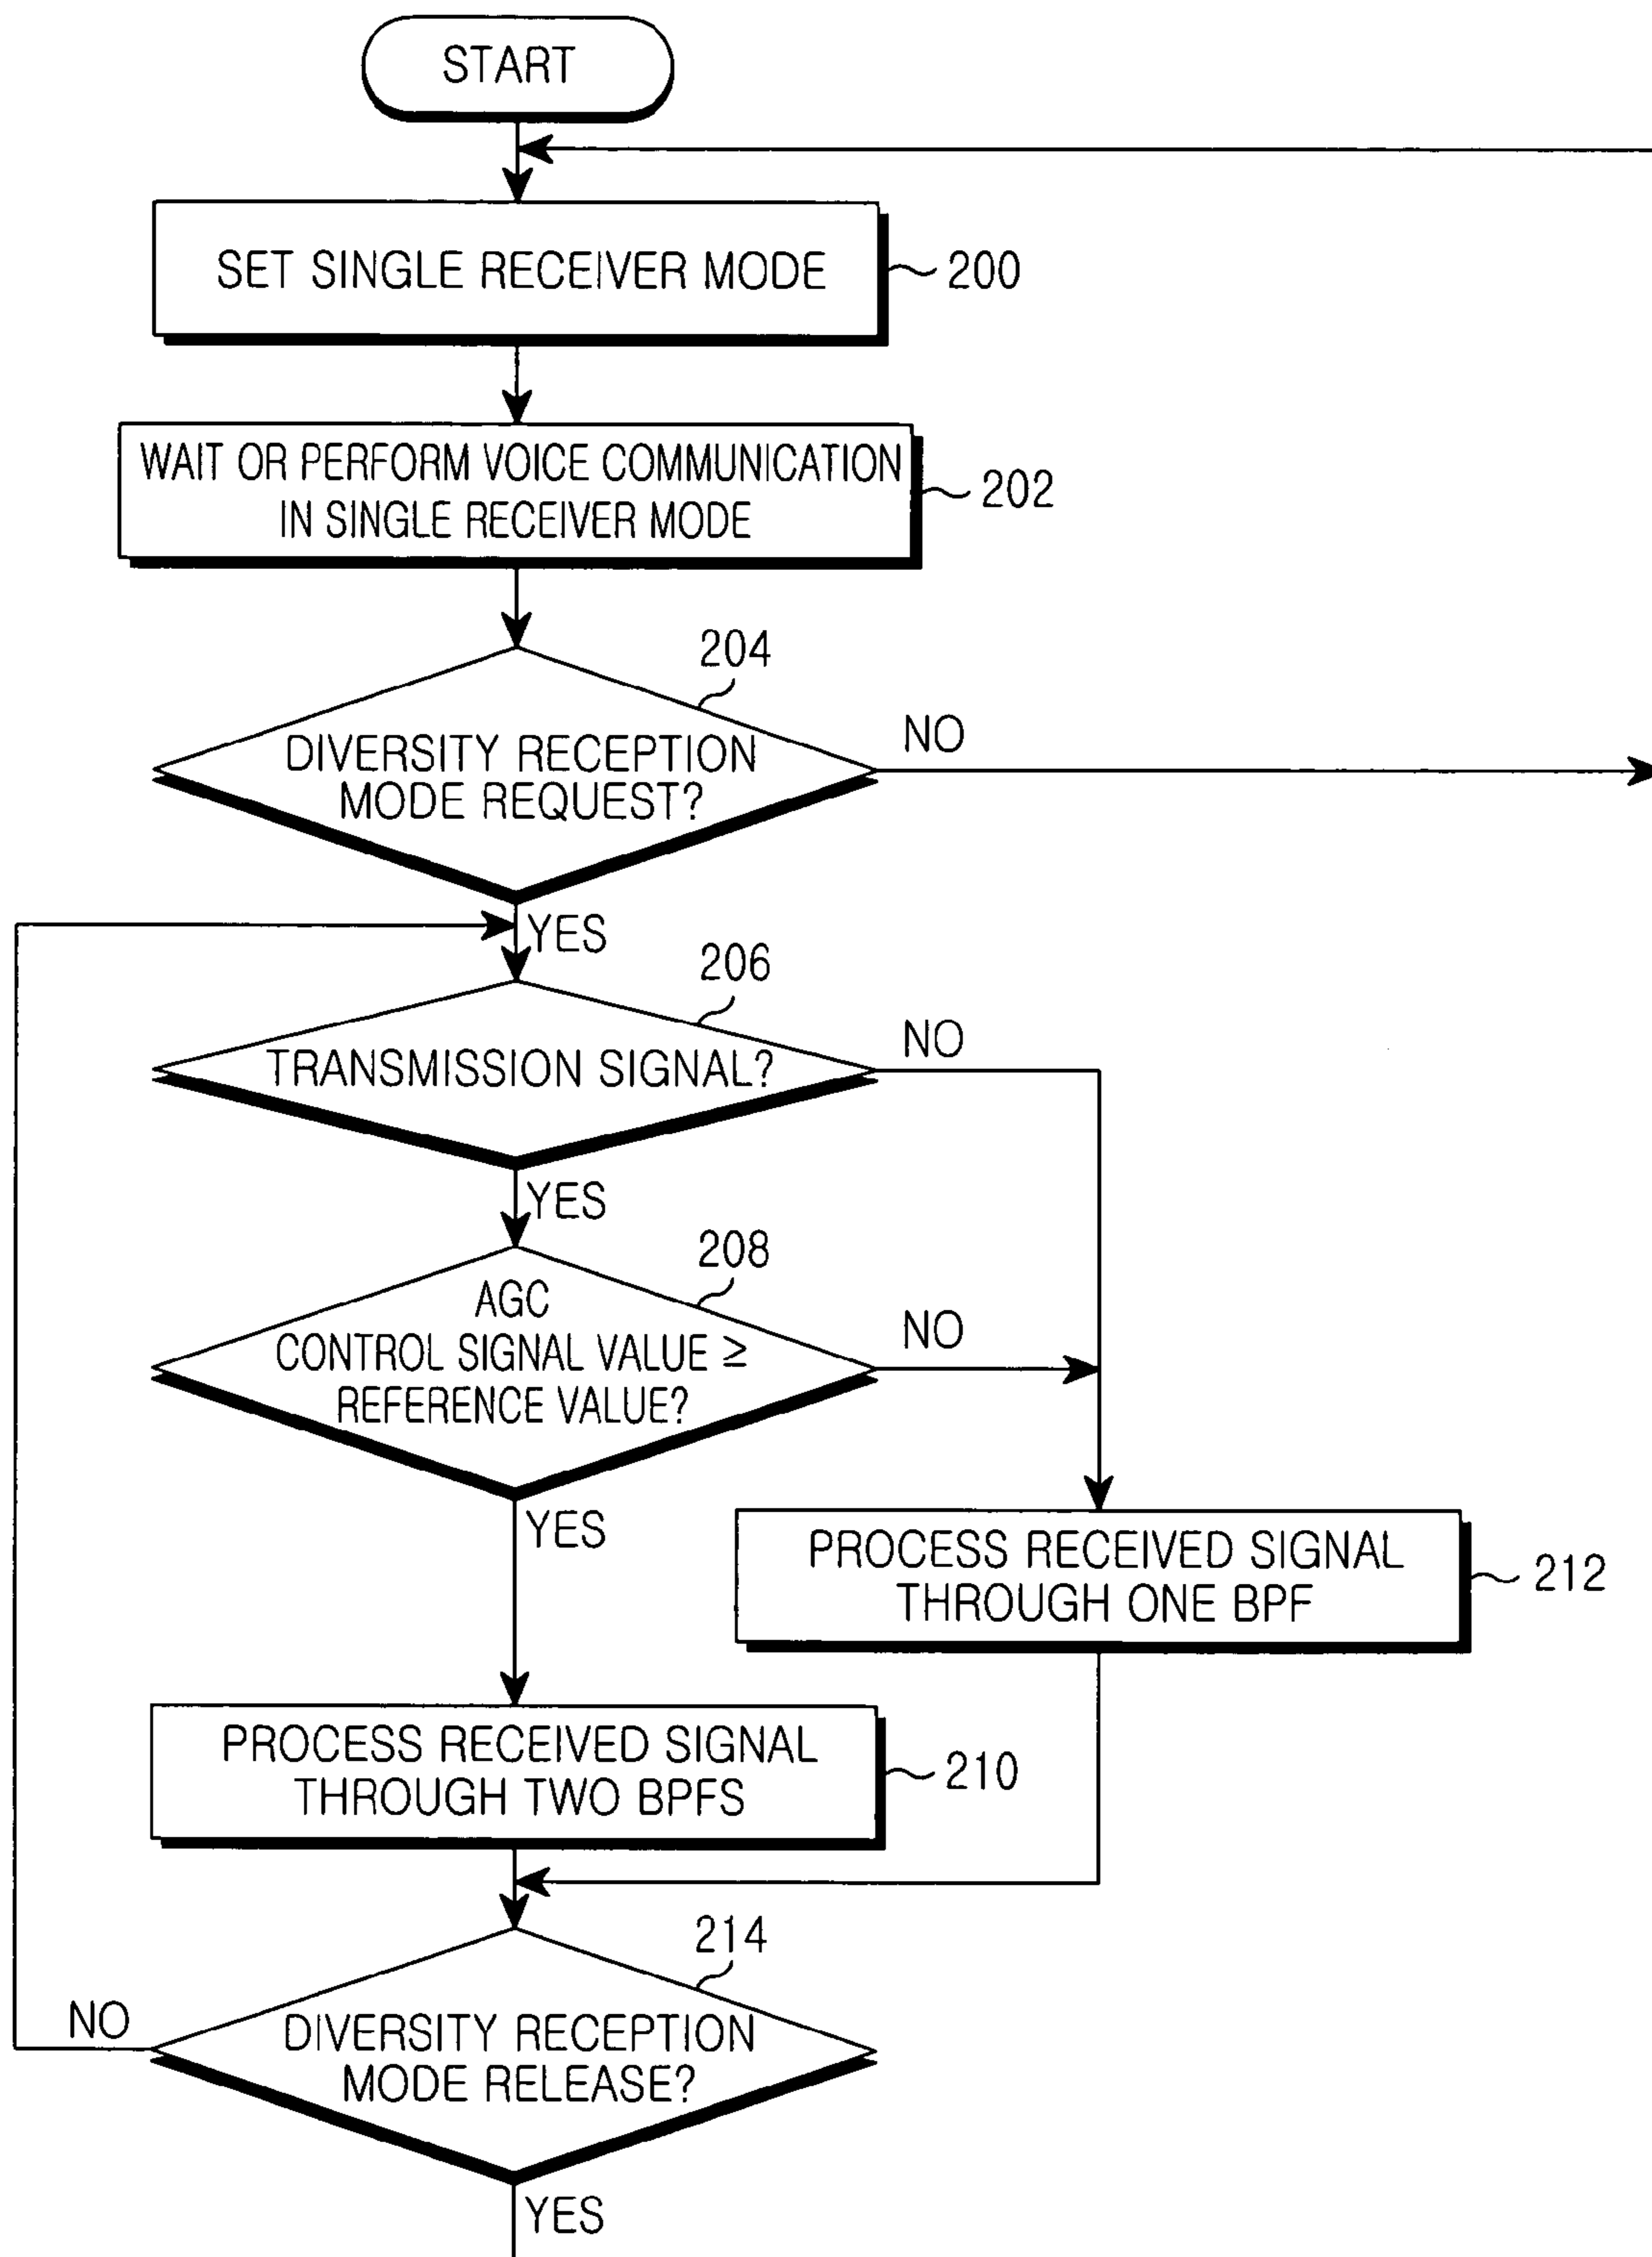 START
SET SINGLE RECEIVER MODE
200
WAIT OR PERFORM VOICE COMMUNICATION
IN SINGLE RECEIVER MODE
202
204
DIVERSITY RECEPTION
MODE REQUEST?
NO
YES
206
TRANSMISSION SIGNAL?
NO
YES
208
AGC
CONTROL SIGNAL VALUE ≥
REFERENCE VALUE?
NO
YES
PROCESS RECEIVED SIGNAL
THROUGH ONE BPF
212
PROCESS RECEIVED SIGNAL
THROUGH TWO BPFS
210
214
DIVERSITY RECEPTION
MODE RELEASE?
NO
YES